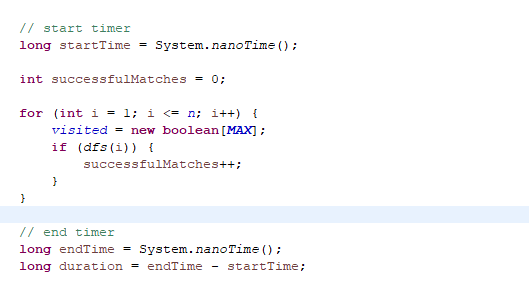 // start timer
long startTime = System.nanoTime();
int successfulMatches = 0;
for (int i = 1; i <= n; i++) {
visited = new boolean[MAX];
if (dfs(i)) {
successfulMatches++;
}
}
// end timer
long endTime = System.nanoTime();
long duration = endTime - startTime;